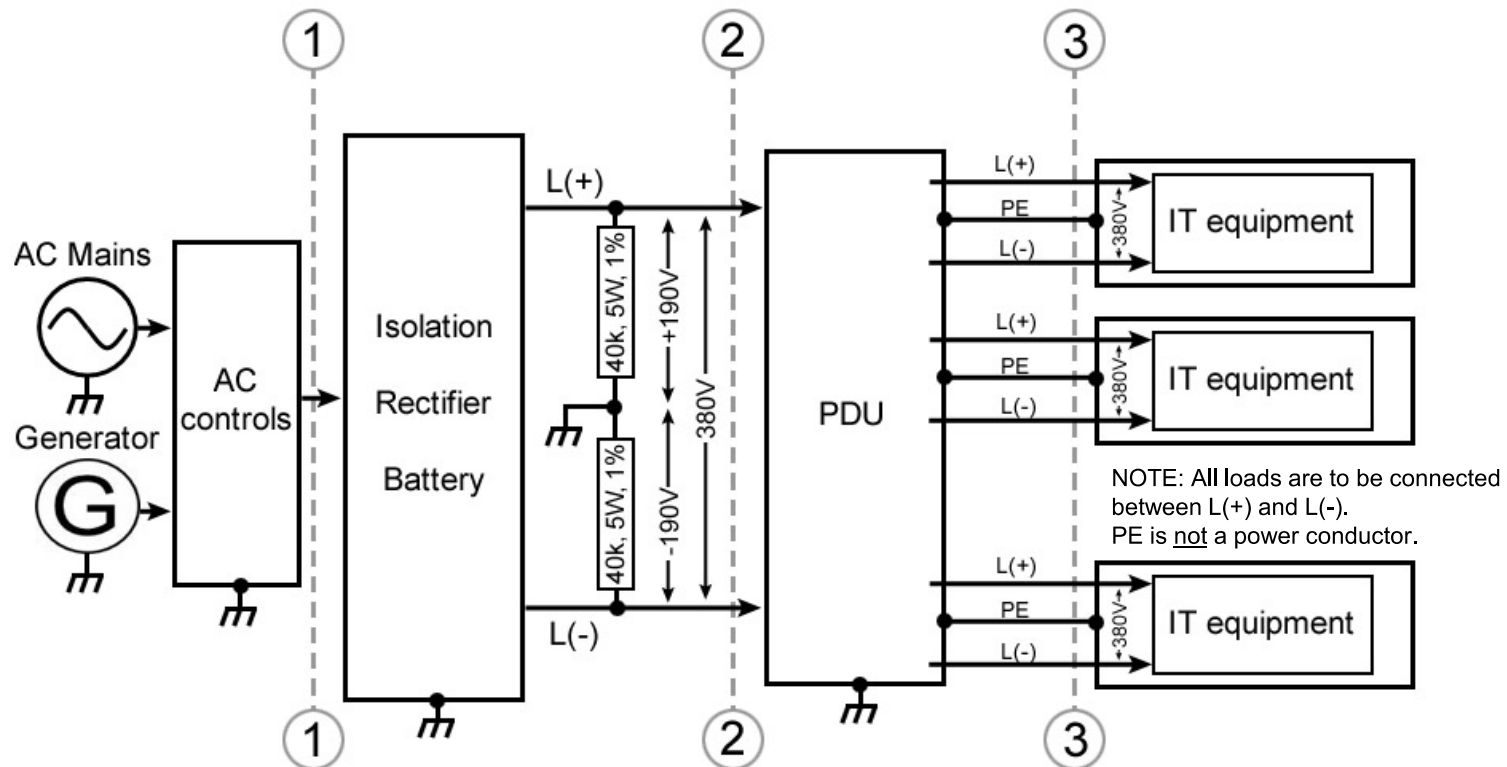 1
2
3
AC Mains
Generator
G
AC
controls
Isolation
Rectifier
Battery
L(+)
40k, 5W, 1%
+190V
380V
40k, 5W, 1%
-190V
L(-)
PDU
L(+)
PE
L(-)
380V
IT equipment
L(+)
PE
L(-)
380V
IT equipment
NOTE: All loads are to be connected
between L(+) and L(-).
PE is not a power conductor.
L(+)
PE
L(-)
380V
IT equipment
1
2
3